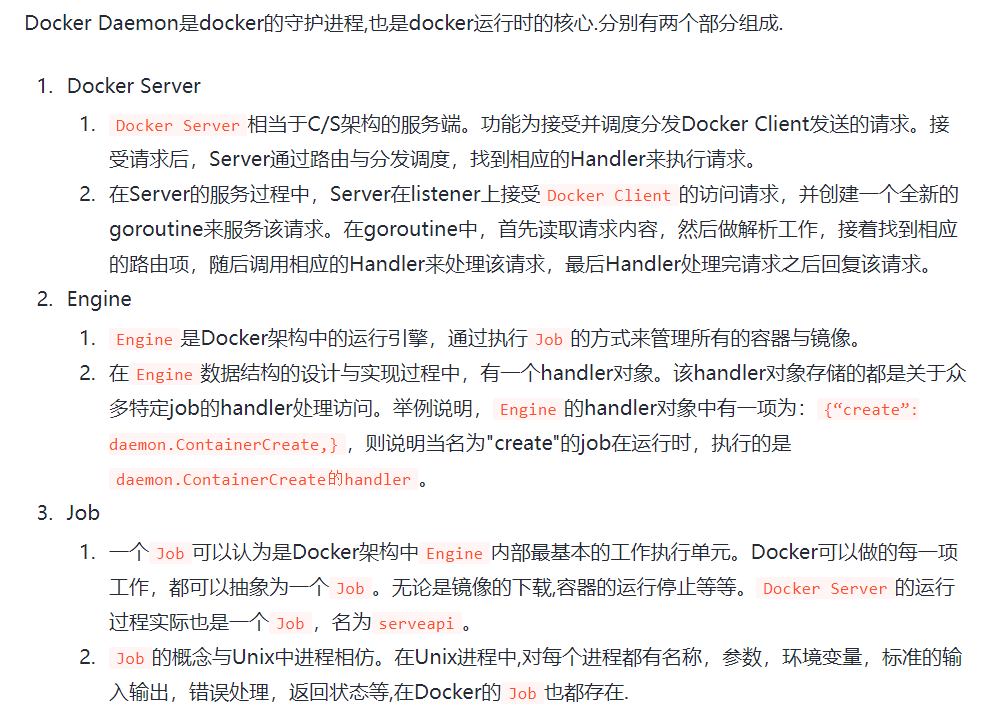 Docker Daemon是docker的守护进程,也是docker运行时的核心.分别有两个部分组成.
1. Docker Server
1. Docker Server 相当于C/S架构的服务端。功能为接受并调度分发Docker Client发送的请求。接
受请求后，Server通过路由与分发调度，找到相应的Handler来执行请求。
2. 在Server的服务过程中，Server在listener上接受 Docker Client 的访问请求，并创建一个全新的
goroutine来服务该请求。在goroutine中，首先读取请求内容，然后做解析工作，接着找到相应
的路由项，随后调用相应的Handler来处理该请求，最后Handler处理完请求之后回复该请求。
2. Engine
1. Engine 是Docker架构中的运行引擎，通过执行 Job 的方式来管理所有的容器与镜像。
2. 在 Engine 数据结构的设计与实现过程中，有一个handler对象。该handler对象存储的都是关于众
多特定job的handler处理访问。举例说明， Engine 的handler对象中有一项为： {“create”:
daemon.ContainerCreate,} ，则说明当名为"create"的job在运行时，执行的是
daemon.ContainerCreate的handler 。
3. Job
1. 一个 Job 可以认为是Docker架构中 Engine 内部最基本的工作执行单元。Docker可以做的每一项
工作，都可以抽象为一个 Job 。无论是镜像的下载,容器的运行停止等等。 Docker Server 的运行
过程实际也是一个 Job ，名为 serveapi 。
2. Job 的概念与Unix中进程相仿。在Unix进程中,对每个进程都有名称，参数，环境变量，标准的输
入输出，错误处理，返回状态等,在Docker的 Job 也都存在.